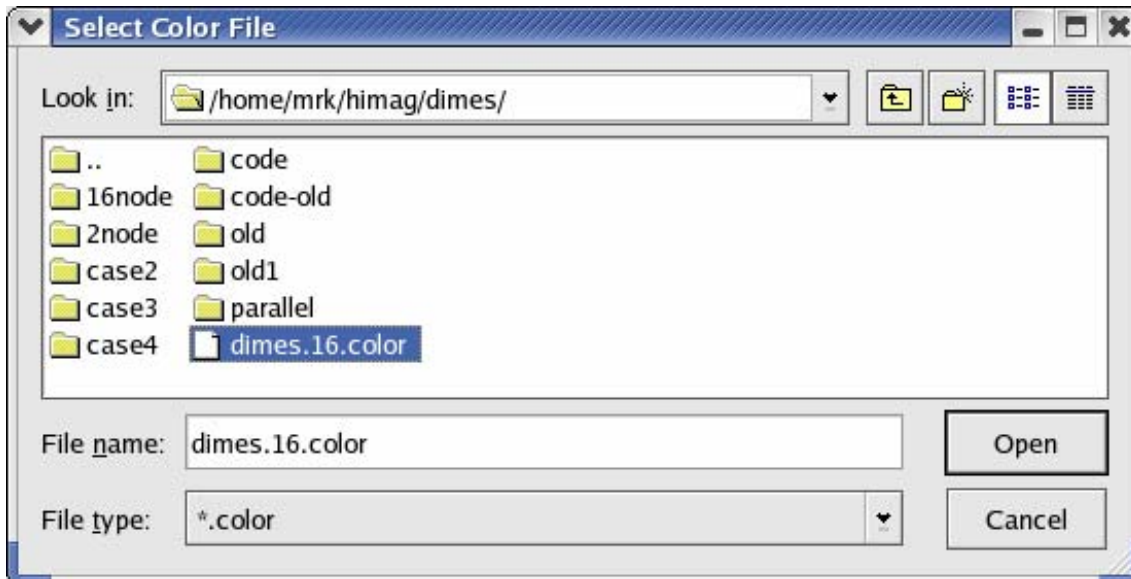 Select Color File
Look in: /home/mrk/himag/dimes/
.. code
16node code-old
2node old
case2 old1
case3 parallel
case4 dimes.16.color
File name: dimes.16.color Open
File type: *.color Cancel